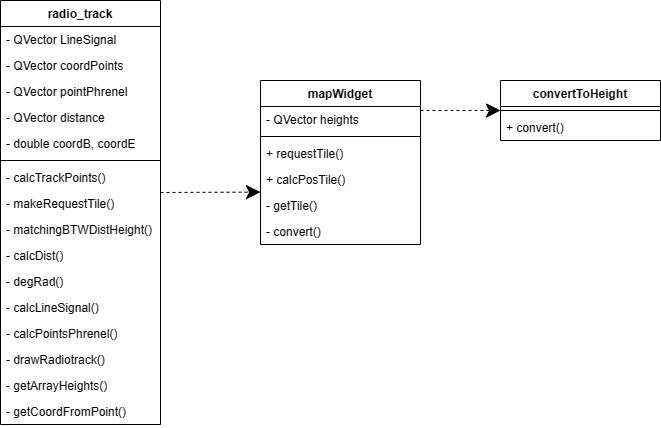 radio_track
- QVector LineSignal
- QVector coordPoints
- QVector pointPhrenel
- QVector distance
- double coordB, coordE
- calcTrackPoints()
- makeRequestTile()
- matchingBTWDistHeight()
- calcDist()
- degRad()
- calcLineSignal()
- calcPointsPhrenel()
- drawRadiotrack()
- getArrayHeights()
- getCoordFromPoint()
mapWidget
- QVector heights
+ requestTile()
+ calcPosTile()
- getTile()
- convert()
convertToHeight
+ convert()